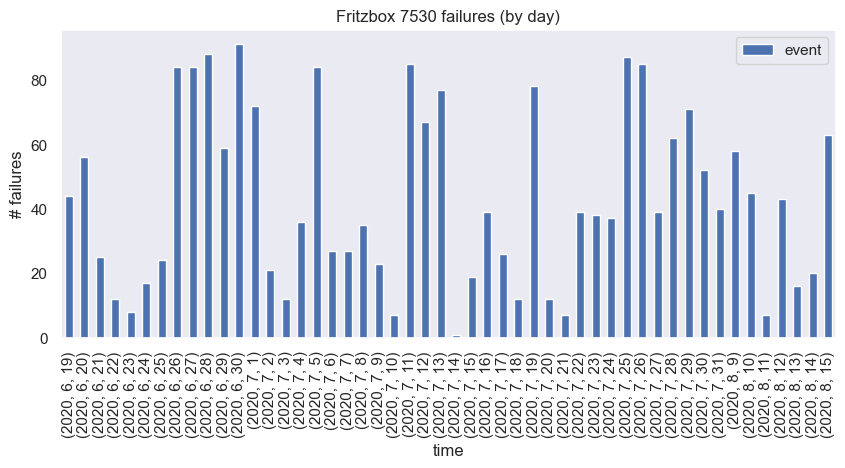 Fritzbox 7530 failures (by day)
event
# failures
80
60
40
20
0
(2020, 6, 19)
(2020, 6, 20)
(2020, 6, 21)
(2020, 6, 22)
(2020, 6, 23)
(2020, 6, 24)
(2020, 6, 25)
(2020, 6, 26)
(2020, 6, 27)
(2020, 6, 28)
(2020, 6, 29)
(2020, 6, 30)
(2020, 7, 1)
(2020, 7, 2)
(2020, 7, 3)
(2020, 7, 4)
(2020, 7, 5)
(2020, 7, 6)
(2020, 7, 7)
(2020, 7, 8)
(2020, 7, 9)
(2020, 7, 10)
(2020, 7, 11)
(2020, 7, 12)
(2020, 7, 13)
(2020, 7, 14)
(2020, 7, 15)
(2020, 7, 16)
(2020, 7, 17)
(2020, 7, 18)
(2020, 7, 19)
(2020, 7, 20)
(2020, 7, 21)
(2020, 7, 22)
(2020, 7, 23)
(2020, 7, 24)
(2020, 7, 25)
(2020, 7, 26)
(2020, 7, 27)
(2020, 7, 28)
(2020, 7, 29)
(2020, 7, 30)
(2020, 7, 31)
(2020, 8, 9)
(2020, 8, 10)
(2020, 8, 11)
(2020, 8, 12)
(2020, 8, 13)
(2020, 8, 14)
(2020, 8, 15)
time